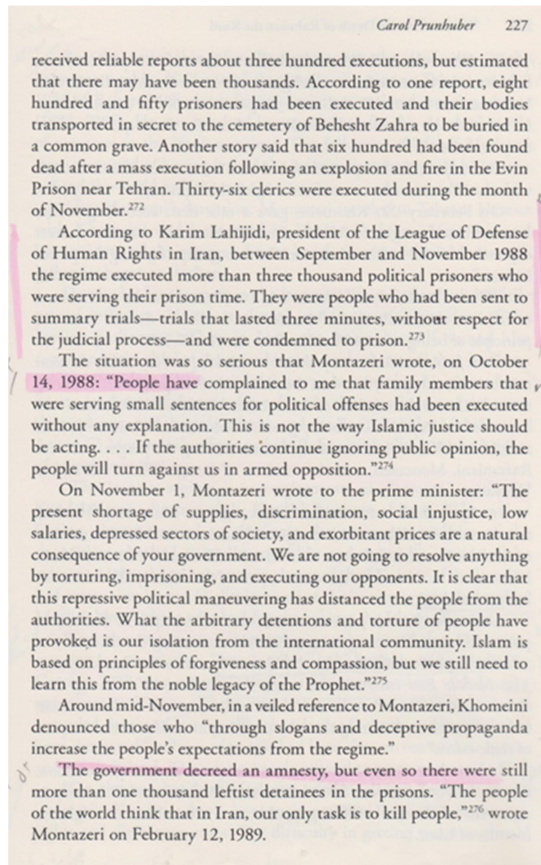 Carol Prunhuber 227
received reliable reports about three hundred executions, but estimated
that there may have been thousands. According to one report, eight
hundred and fifty prisoners had been executed and their bodies
transported in secret to the cemetery of Behesht Zahra to be buried in
a common grave. Another story said that six hundred had been found
dead after a mass execution following an explosion and fire in the Evin
Prison near Tehran. Thirty-six clerics were executed during the month
of November.272
According to Karim Lahijidi, president of the League of Defense
of Human Rights in Iran, between September and November 1988
the regime executed more than three thousand political prisoners who
were serving their prison time. They were people who had been sent to
summary trials—trials that lasted three minutes, without respect for
the judicial process—and were condemned to prison.273
The situation was so serious that Montazeri wrote, on October
14, 1988: “People have complained to me that family members that
were serving small sentences for political offenses had been executed
without any explanation. This is not the way Islamic justice should
be acting. . . . If the authorities continue ignoring public opinion, the
people will turn against us in armed opposition.”274
On November 1, Montazeri wrote to the prime minister: “The
present shortage of supplies, discrimination, social injustice, low
salaries, depressed sectors of society, and exorbitant prices are a natural
consequence of your government. We are not going to resolve anything
by torturing, imprisoning, and executing our opponents. It is clear that
this repressive political maneuvering has distanced the people from the
authorities. What the arbitrary detentions and torture of people have
provoked is our isolation from the international community. Islam is
based on principles of forgiveness and compassion, but we still need to
learn this from the noble legacy of the Prophet.”275
Around mid-November, in a veiled reference to Montazeri, Khomeini
denounced those who “through slogans and deceptive propaganda
increase the people’s expectations from the regime.”
The government decreed an amnesty, but even so there were still
more than one thousand leftist detainees in the prisons. “The people
of the world think that in Iran, our only task is to kill people,”276 wrote
Montazeri on February 12, 1989.